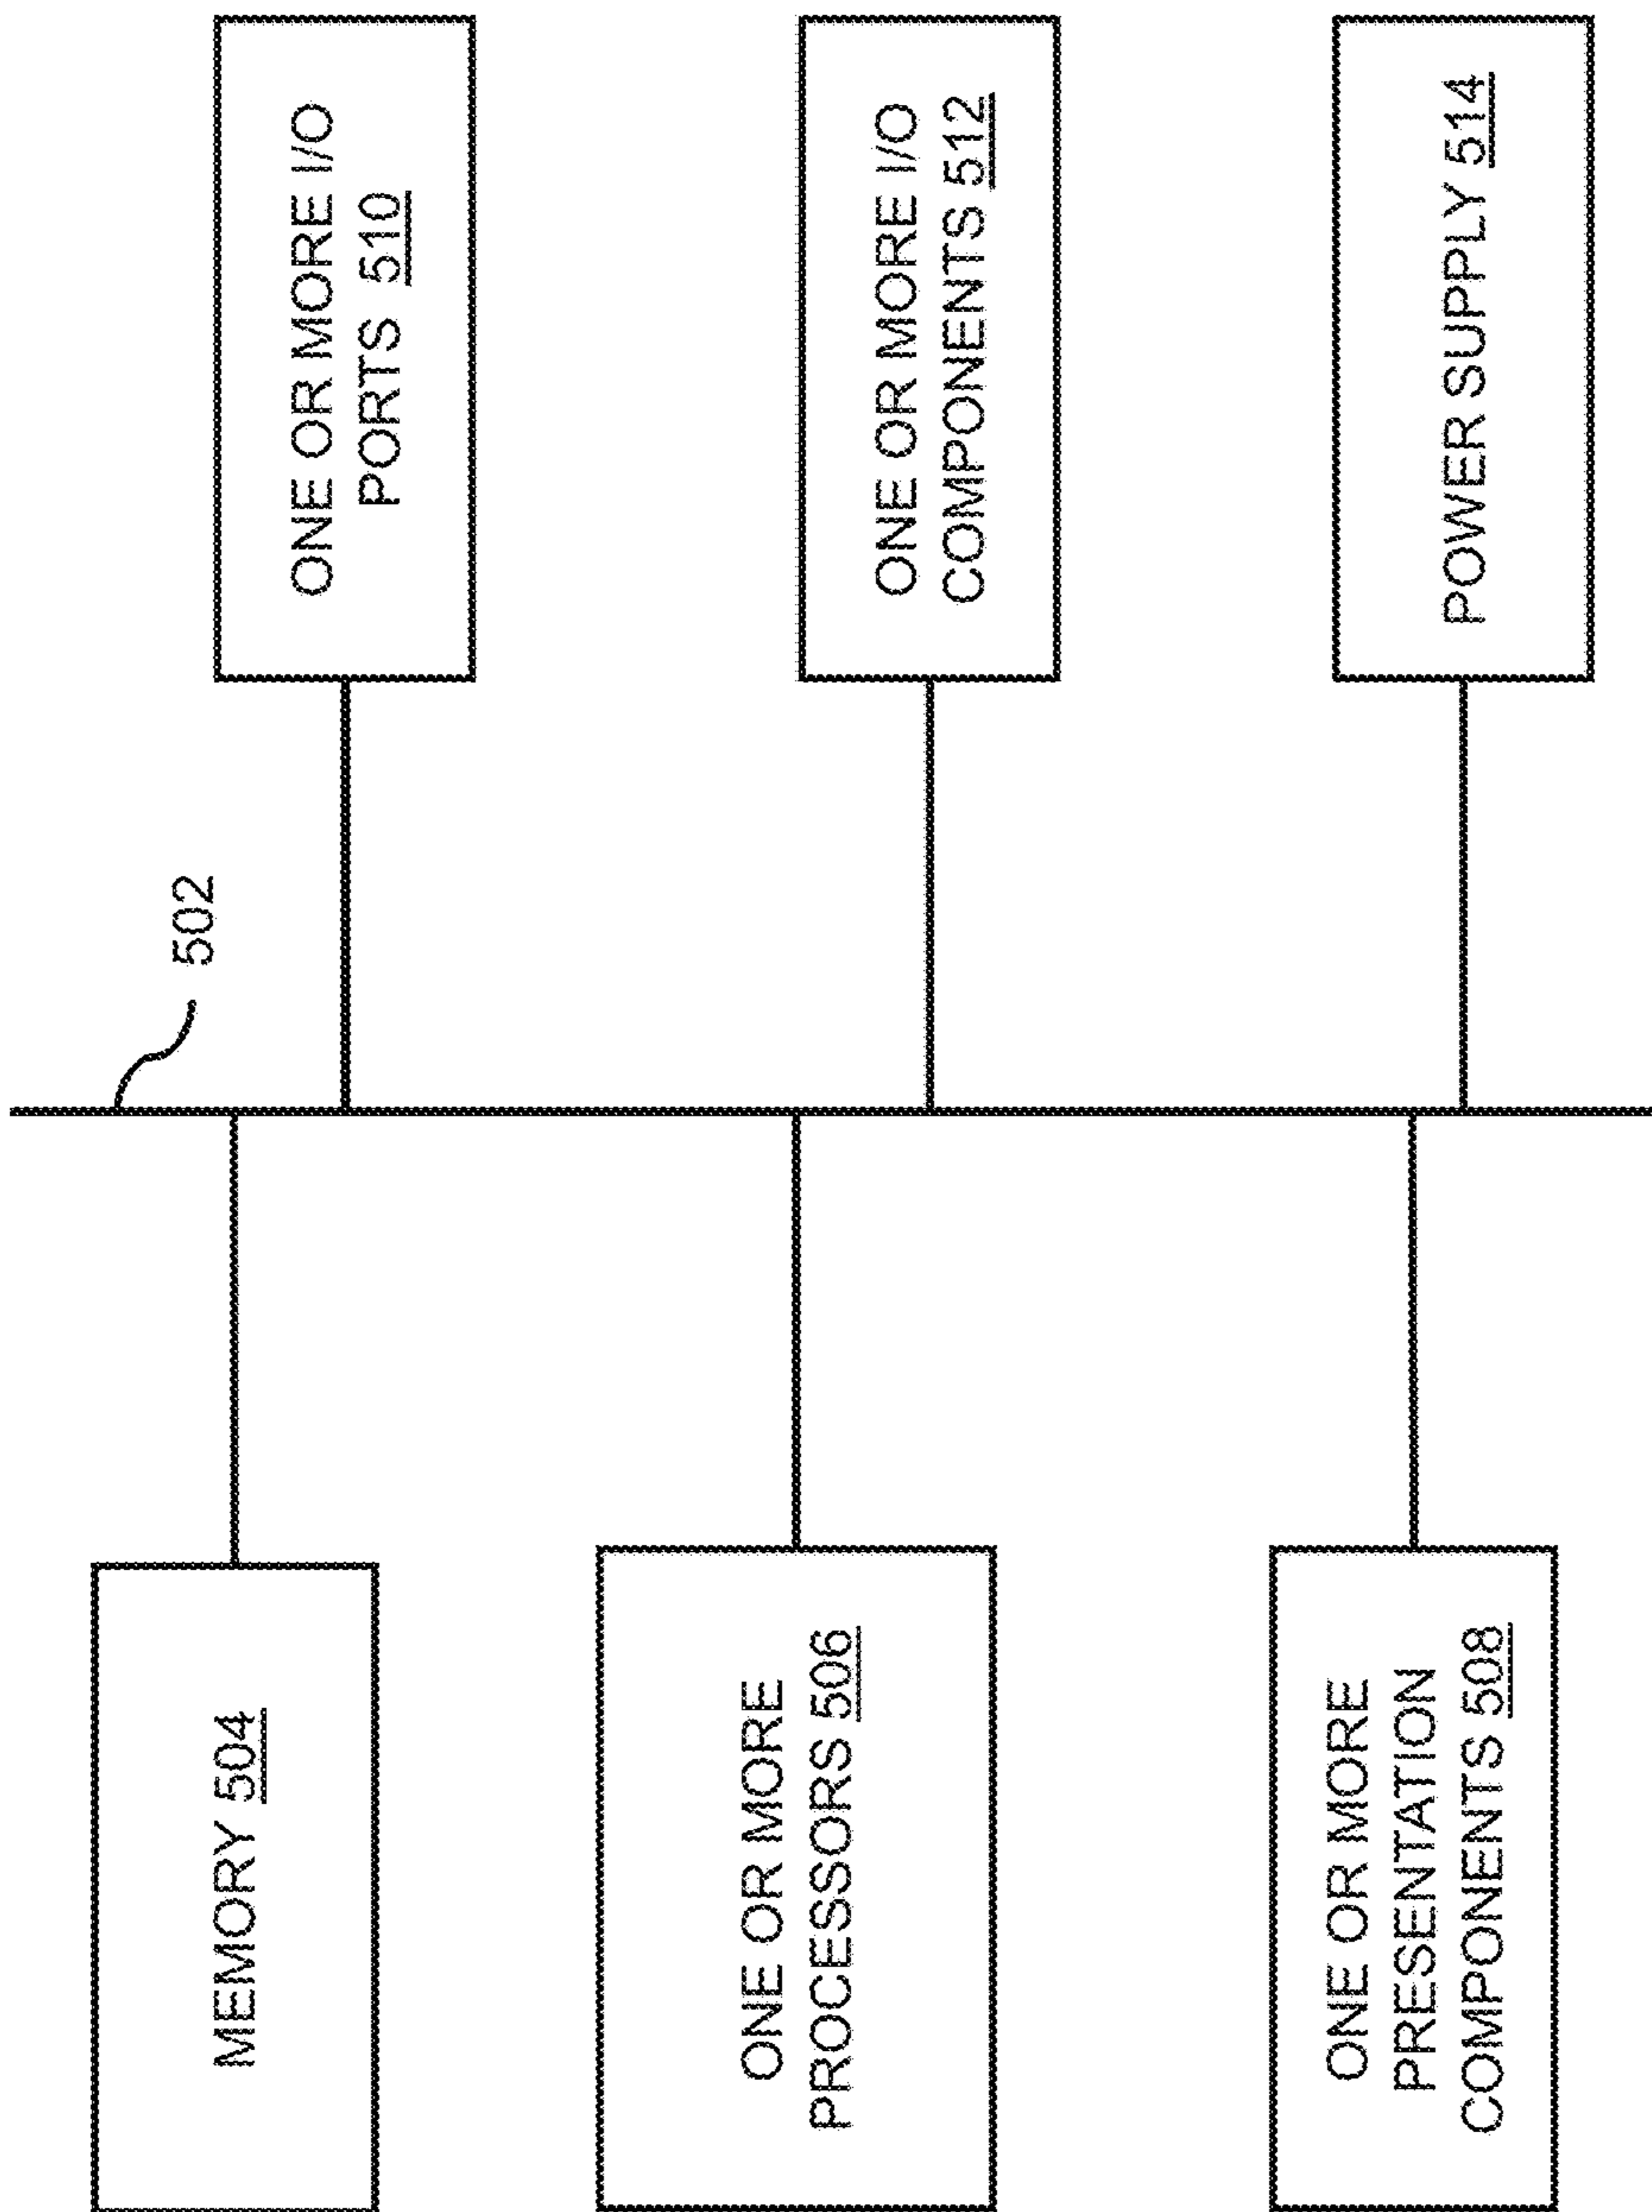 502
MEMORY 504
ONE OR MORE
PROCESSORS 506
ONE OR MORE
PRESENTATION
COMPONENTS 508
ONE OR MORE I/O
PORTS 510
ONE OR MORE I/O
COMPONENTS 512
POWER SUPPLY 514